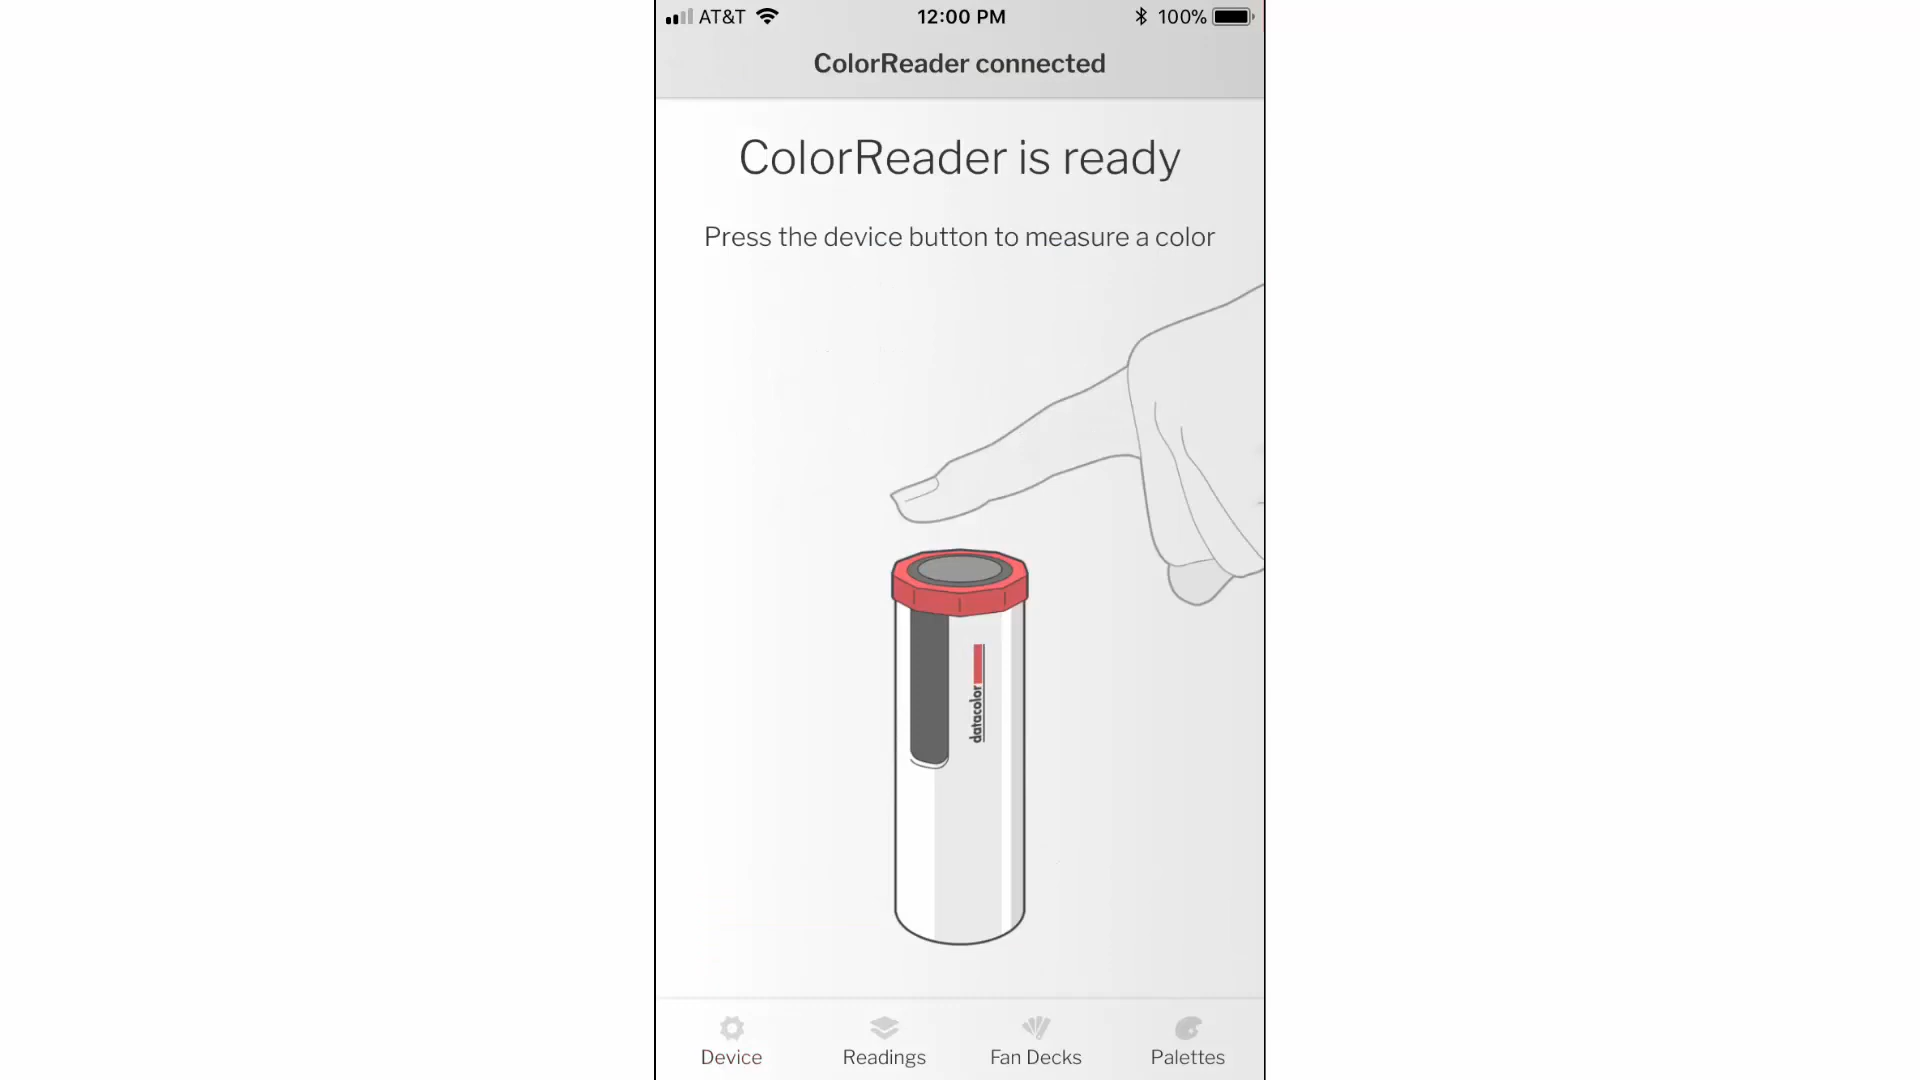 AT&T 12:00 PM 100%
ColorReader connected
ColorReader is ready
Press the device button to measure a color
datacolor
Device Readings Fan Decks Palettes